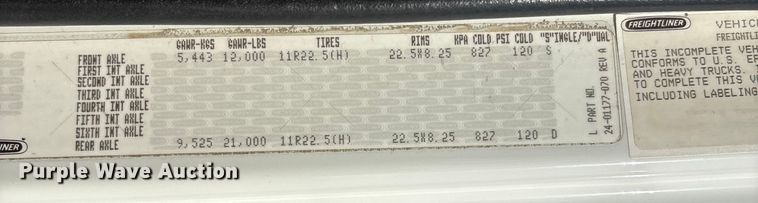 GAWR-KGS GAWR-LBS TIRES RIMS KPA COLD PSI COLD "S"INGLE/"D"UAL
FRONT AXLE 5,443 12,000 11R22.5(H) 22.5X8.25 827 120 S
FIRST INT AXLE
SECOND INT AXLE
THIRD INT AXLE
FOURTH INT AXLE
FIFTH INT AXLE
SIXTH INT AXLE
REAR AXLE 9,525 21,000 11R22.5(H) 22.5X8.25 827 120 D
L PART NO.
24-01177-070 REV A
INER
FREIGHTLINER VEHIC
FREIGHTLI
THIS INCOMPLETE VEH
CONFORMS TO U.S. EP
AND HEAVY TRUCKS.
TO COMPLETE THIS V
INCLUDING LABELING
Purple Wave Auction